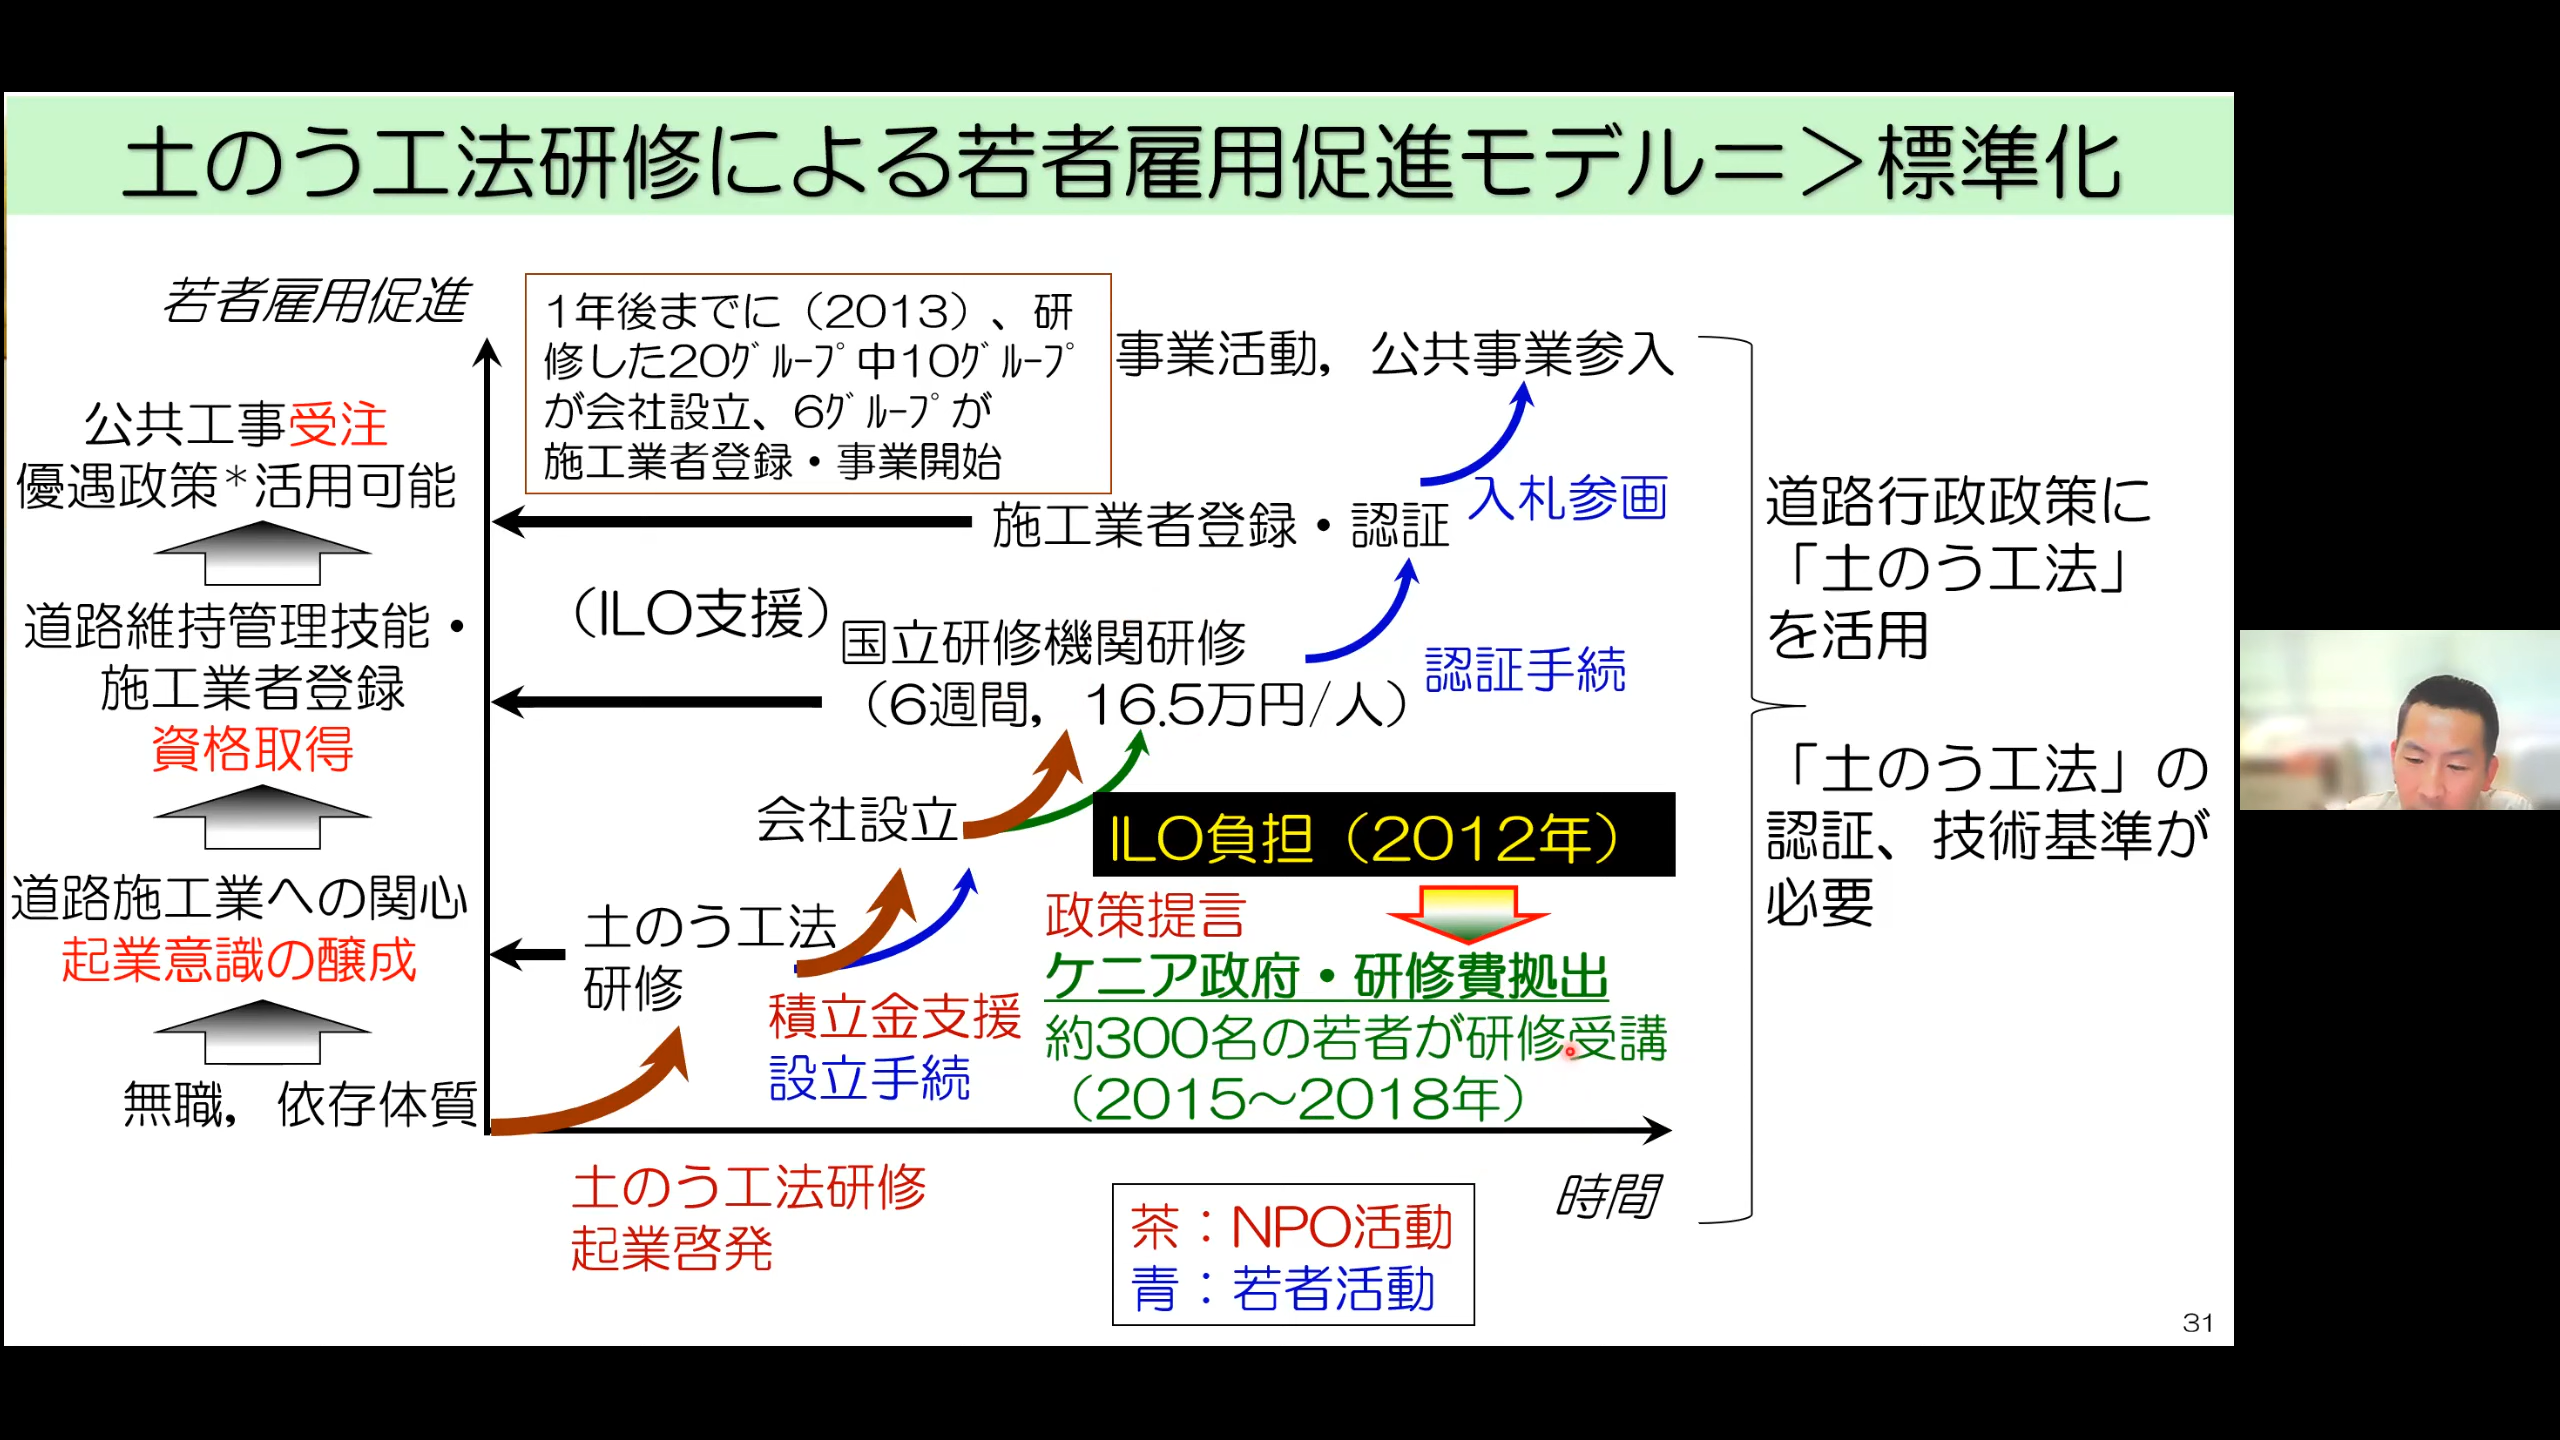 土のう工法研修による若者雇用促進モデル＝＞標準化
若者雇用促進
1年後までに（2013）、研
修した20ｸﾞﾙｰﾌﾟ中10ｸﾞﾙｰﾌﾟ
が会社設立、6ｸﾞﾙｰﾌﾟが
施工業者登録・事業開始
事業活動，公共事業参入
公共工事受注
優遇政策*活用可能
入札参画
施工業者登録・認証
（ILO支援）
道路維持管理技能・
施工業者登録
資格取得
国立研修機関研修
（6週間，16.5万円/人）
認証手続
会社設立
ILO負担（2012年）
道路施工業への関心
起業意識の醸成
土のう工法
研修
政策提言
ケニア政府・研修費拠出
約300名の若者が研修受講
（2015～2018年）
積立金支援
設立手続
無職，依存体質
土のう工法研修
起業啓発
時間
茶：NPO活動
青：若者活動
道路行政政策に
「土のう工法」
を活用
「土のう工法」の
認証、技術基準が
必要
31